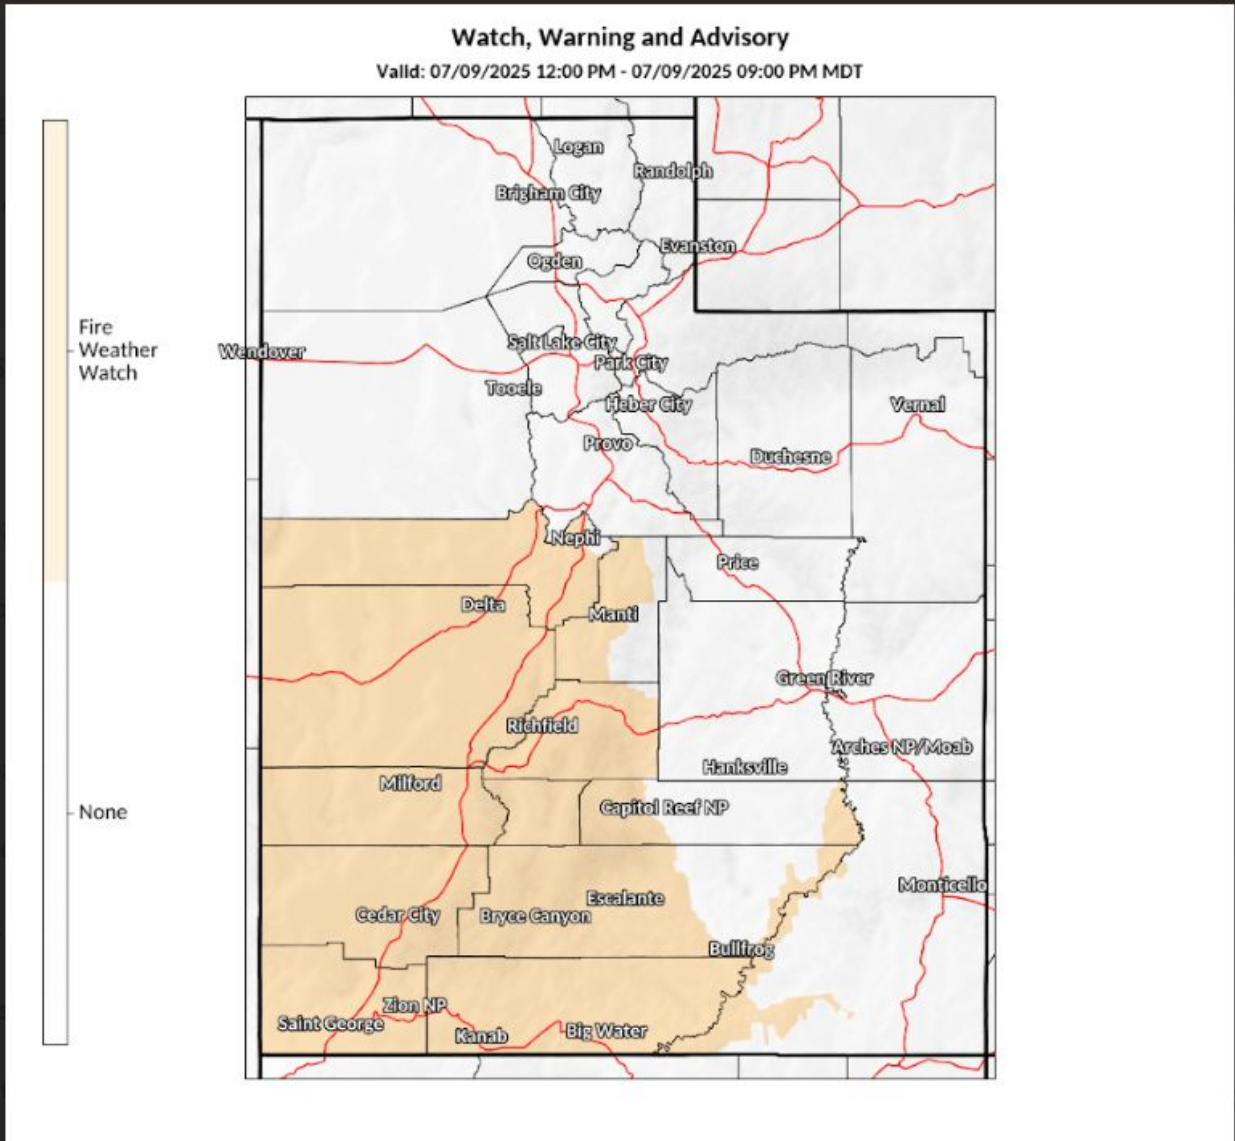 Watch, Warning and Advisory
Valid: 07/09/2025 12:00 PM - 07/09/2025 09:00 PM MDT
Logan
Randolph
Brigham City
Evanston
Ogden
Fire
Weather
Watch
Wendover
Salt Lake City
Park City
Tooele
Heber City
Vernal
Provo
Duchesne
Nephi
Price
Delta
Manti
Green River
Richfield
Arches NP/Moab
Hanksville
Milford
Capitol Reef NP
None
Monticello
Escalante
Cedar City
Bryce Canyon
Bullfrog
Zion NP
Saint George
Kanab
Big Water